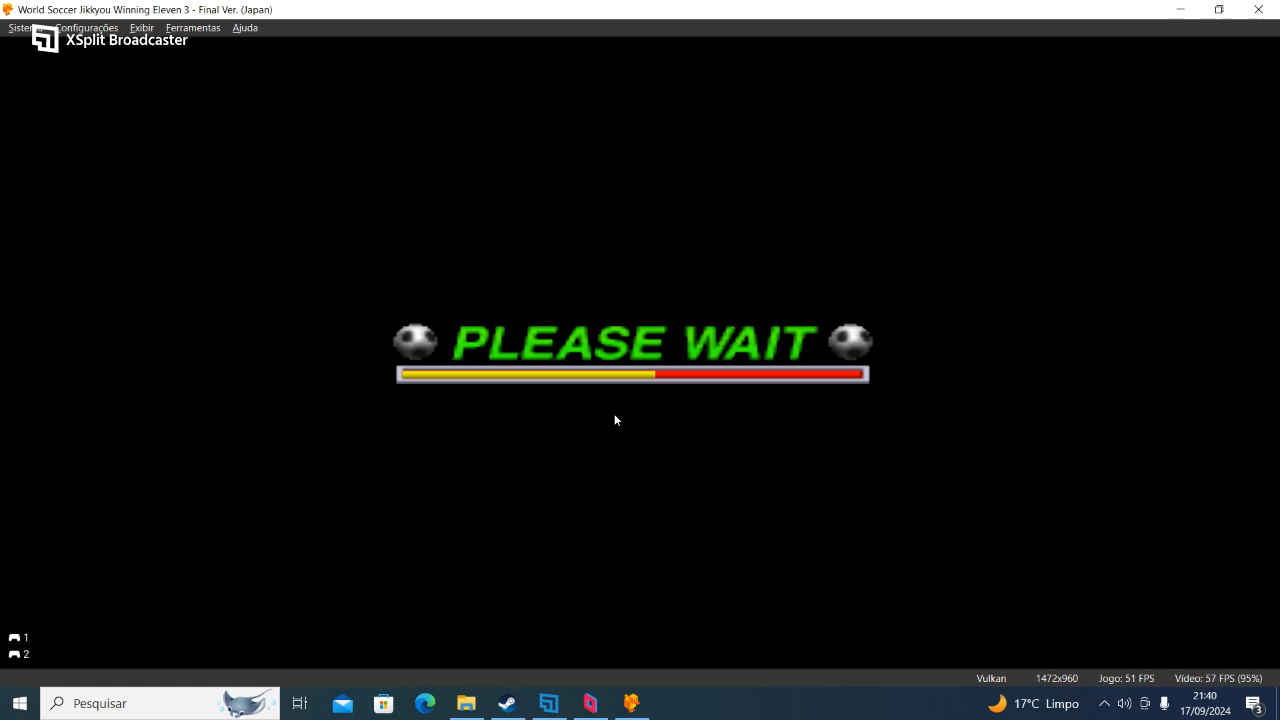 World Soccer Jikkyou Winning Eleven 3 - Final Ver. (Japan)
Configurações Exibir Ferramentas Ajuda
XSplit Broadcaster
PLEASE WAIT
1
2
Vulkan 1472x960 Jogo: 51 FPS Vídeo: 57 FPS (95%)
Pesquisar 17°C Limpo 21:40
17/09/2024 3